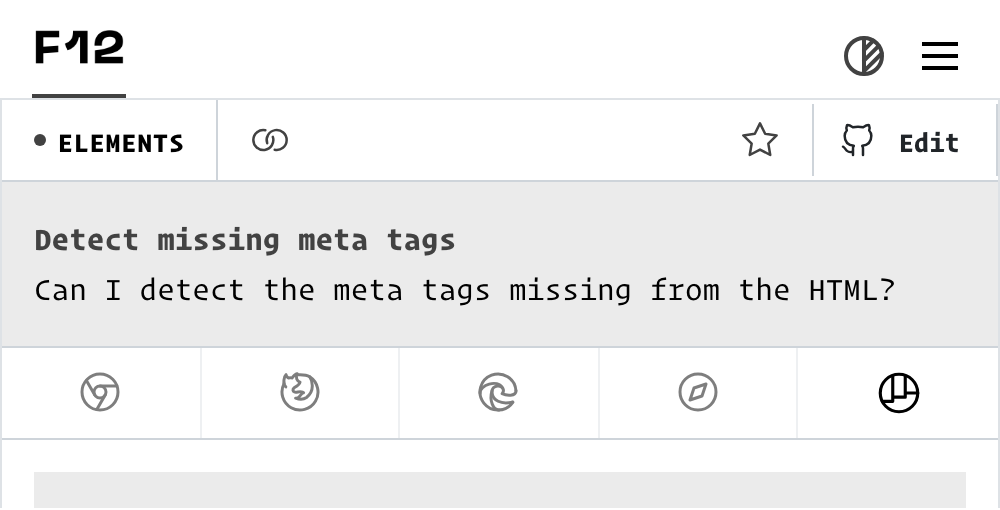 F12
ELEMENTS
Edit
Detect missing meta tags
Can I detect the meta tags missing from the HTML?